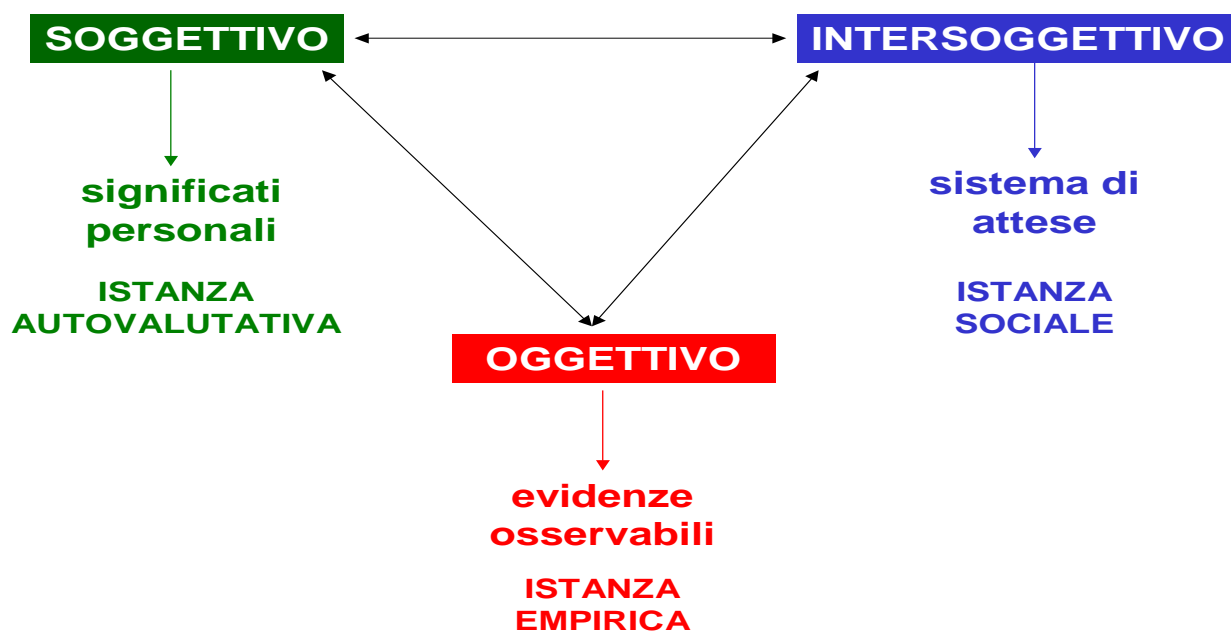 SOGGETTIVO
INTERSOGGETTIVO
significati
personali
ISTANZA
AUTOVALUTATIVA
sistema di
attese
ISTANZA
SOCIALE
OGGETTIVO
evidenze
osservabili
ISTANZA
EMPIRICA